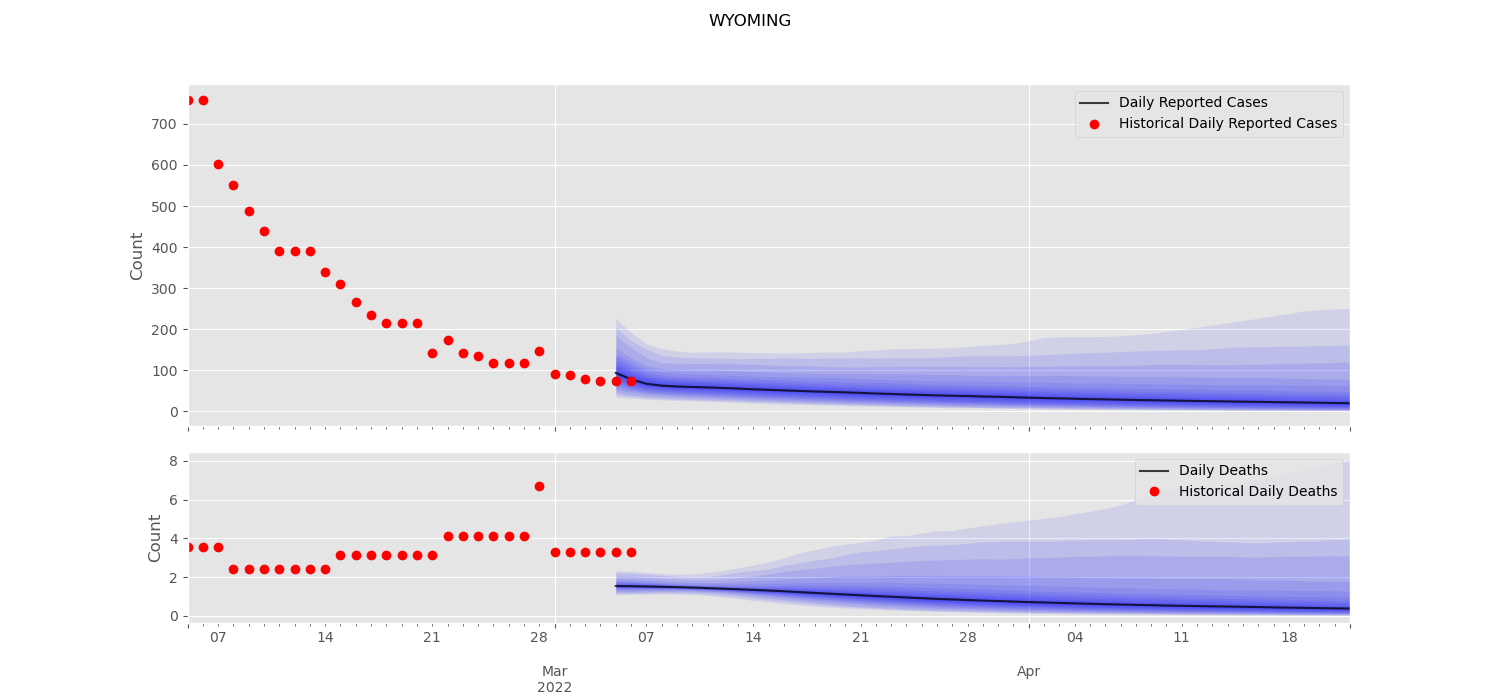 WYOMING
Daily Reported Cases
Historical Daily Reported Cases
Count
700
600
500
400
300
200
100
0
Daily Deaths
Historical Daily Deaths
Count
8
6
4
2
0
07 14 21 28 07 14 21 28 04 11 18
Mar Apr
2022